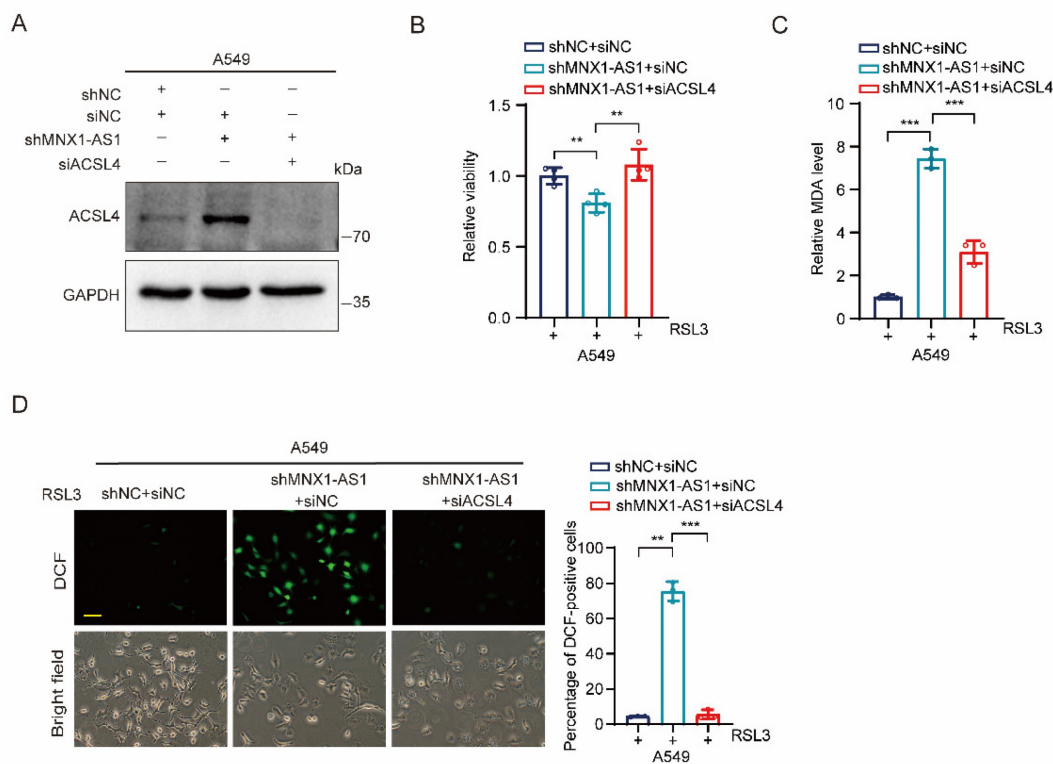 A
A549
shNC + – –
siNC + + –
shMNX1-AS1 – + +
siACSL4 – – +
kDa
ACSL4
–70
GAPDH
–35
B
shNC+siNC
shMNX1-AS1+siNC
shMNX1-AS1+siACSL4
Relative viability
1.5
1.0
0.5
0.0
**
**
+ + + RSL3
A549
C
shNC+siNC
shMNX1-AS1+siNC
shMNX1-AS1+siACSL4
Relative MDA level
10
8
6
4
2
0
***
***
+ + + RSL3
A549
D
A549
RSL3
shNC+siNC
shMNX1-AS1
+siNC
shMNX1-AS1
+siACSL4
DCF
Bright field
shNC+siNC
shMNX1-AS1+siNC
shMNX1-AS1+siACSL4
Percentage of DCF-positive cells
100
80
60
40
20
0
**
***
+ + + RSL3
A549